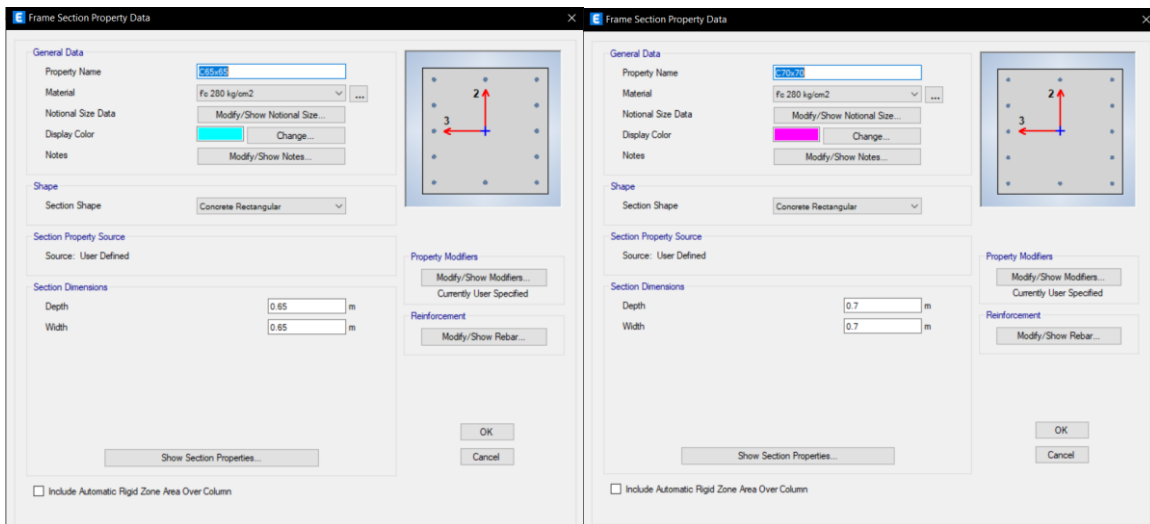 Frame Section Property Data
General Data
Property Name C65x65
Material f'c 280 kg/cm2 ...
Notional Size Data Modify/Show Notional Size...
Display Color Change...
Notes Modify/Show Notes...
2
3
Shape
Section Shape Concrete Rectangular
Section Property Source
Source: User Defined
Property Modifiers
Modify/Show Modifiers...
Currently User Specified
Section Dimensions
Depth 0.65 m
Width 0.65 m
Reinforcement
Modify/Show Rebar...
OK
Cancel
Show Section Properties...
Include Automatic Rigid Zone Area Over Column
Frame Section Property Data
General Data
Property Name C70x70
Material f'c 280 kg/cm2 ...
Notional Size Data Modify/Show Notional Size...
Display Color Change...
Notes Modify/Show Notes...
2
3
Shape
Section Shape Concrete Rectangular
Section Property Source
Source: User Defined
Property Modifiers
Modify/Show Modifiers...
Currently User Specified
Section Dimensions
Depth 0.7 m
Width 0.7 m
Reinforcement
Modify/Show Rebar...
OK
Cancel
Show Section Properties...
Include Automatic Rigid Zone Area Over Column